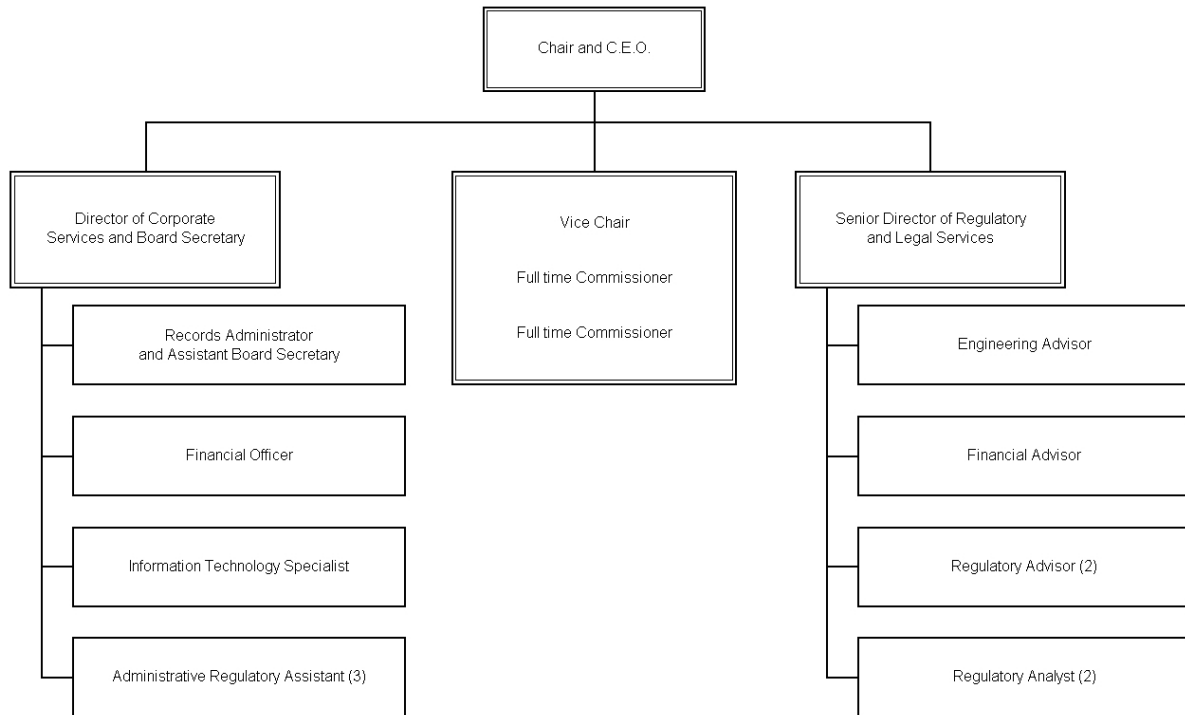 Chair and C.E.O.
Director of Corporate
Services and Board Secretary
Vice Chair
Full time Commissioner
Full time Commissioner
Senior Director of Regulatory
and Legal Services
Records Administrator
and Assistant Board Secretary
Financial Officer
Information Technology Specialist
Administrative Regulatory Assistant (3)
Engineering Advisor
Financial Advisor
Regulatory Advisor (2)
Regulatory Analyst (2)